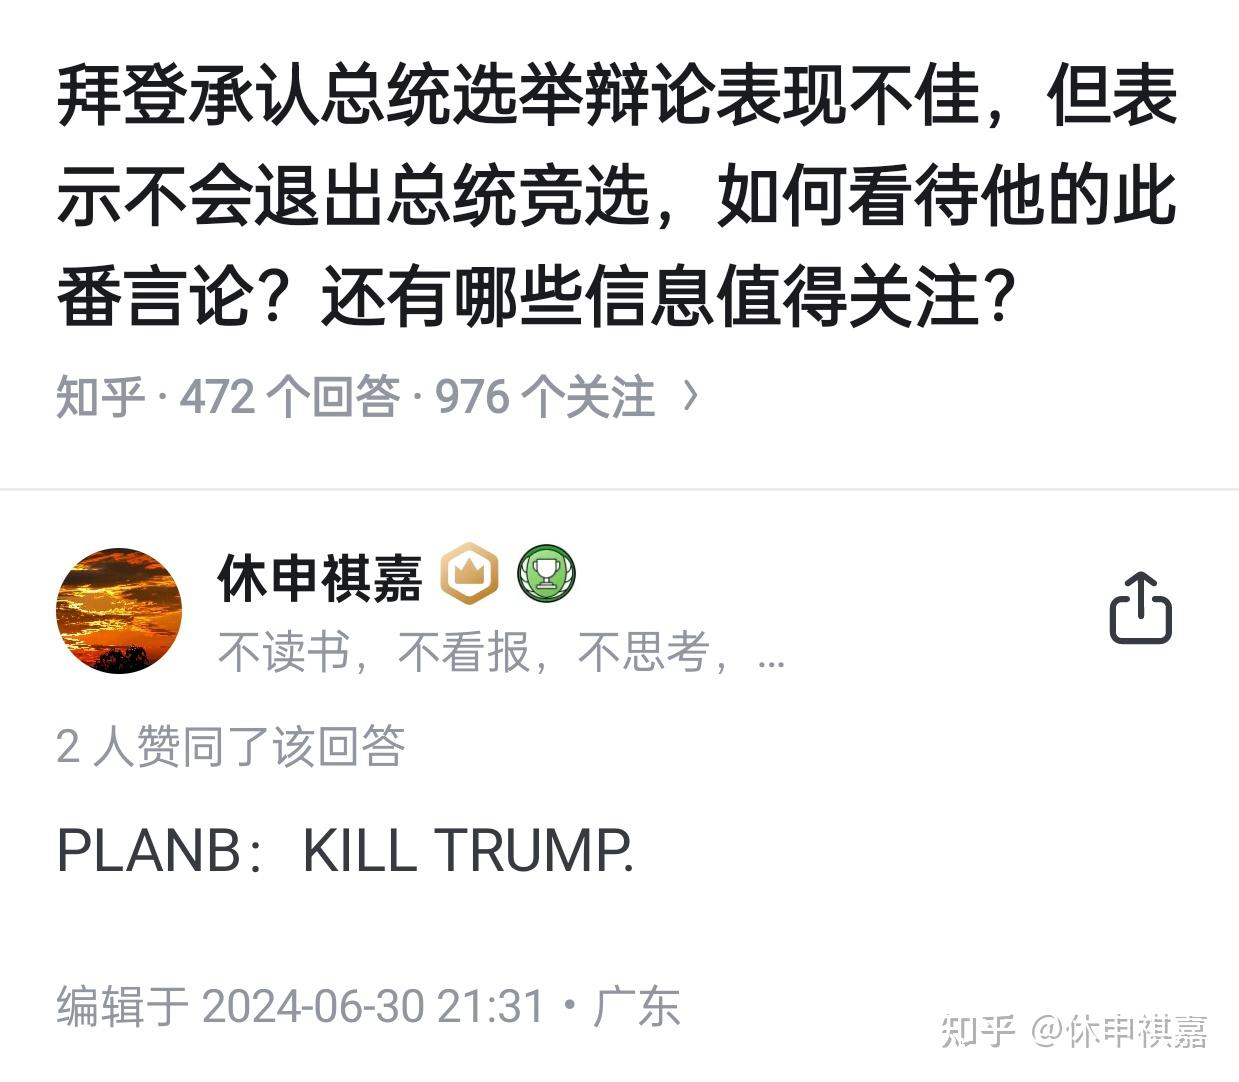 拜登承认总统选举辩论表现不佳，但表
示不会退出总统竞选，如何看待他的此
番言论？还有哪些信息值得关注？
知乎 · 472 个回答 · 976 个关注 >
休申祺嘉
不读书，不看报，不思考，...
2 人赞同了该回答
PLANB：KILL TRUMP.
编辑于 2024-06-30 21:31 · 广东
知乎 @休申祺嘉